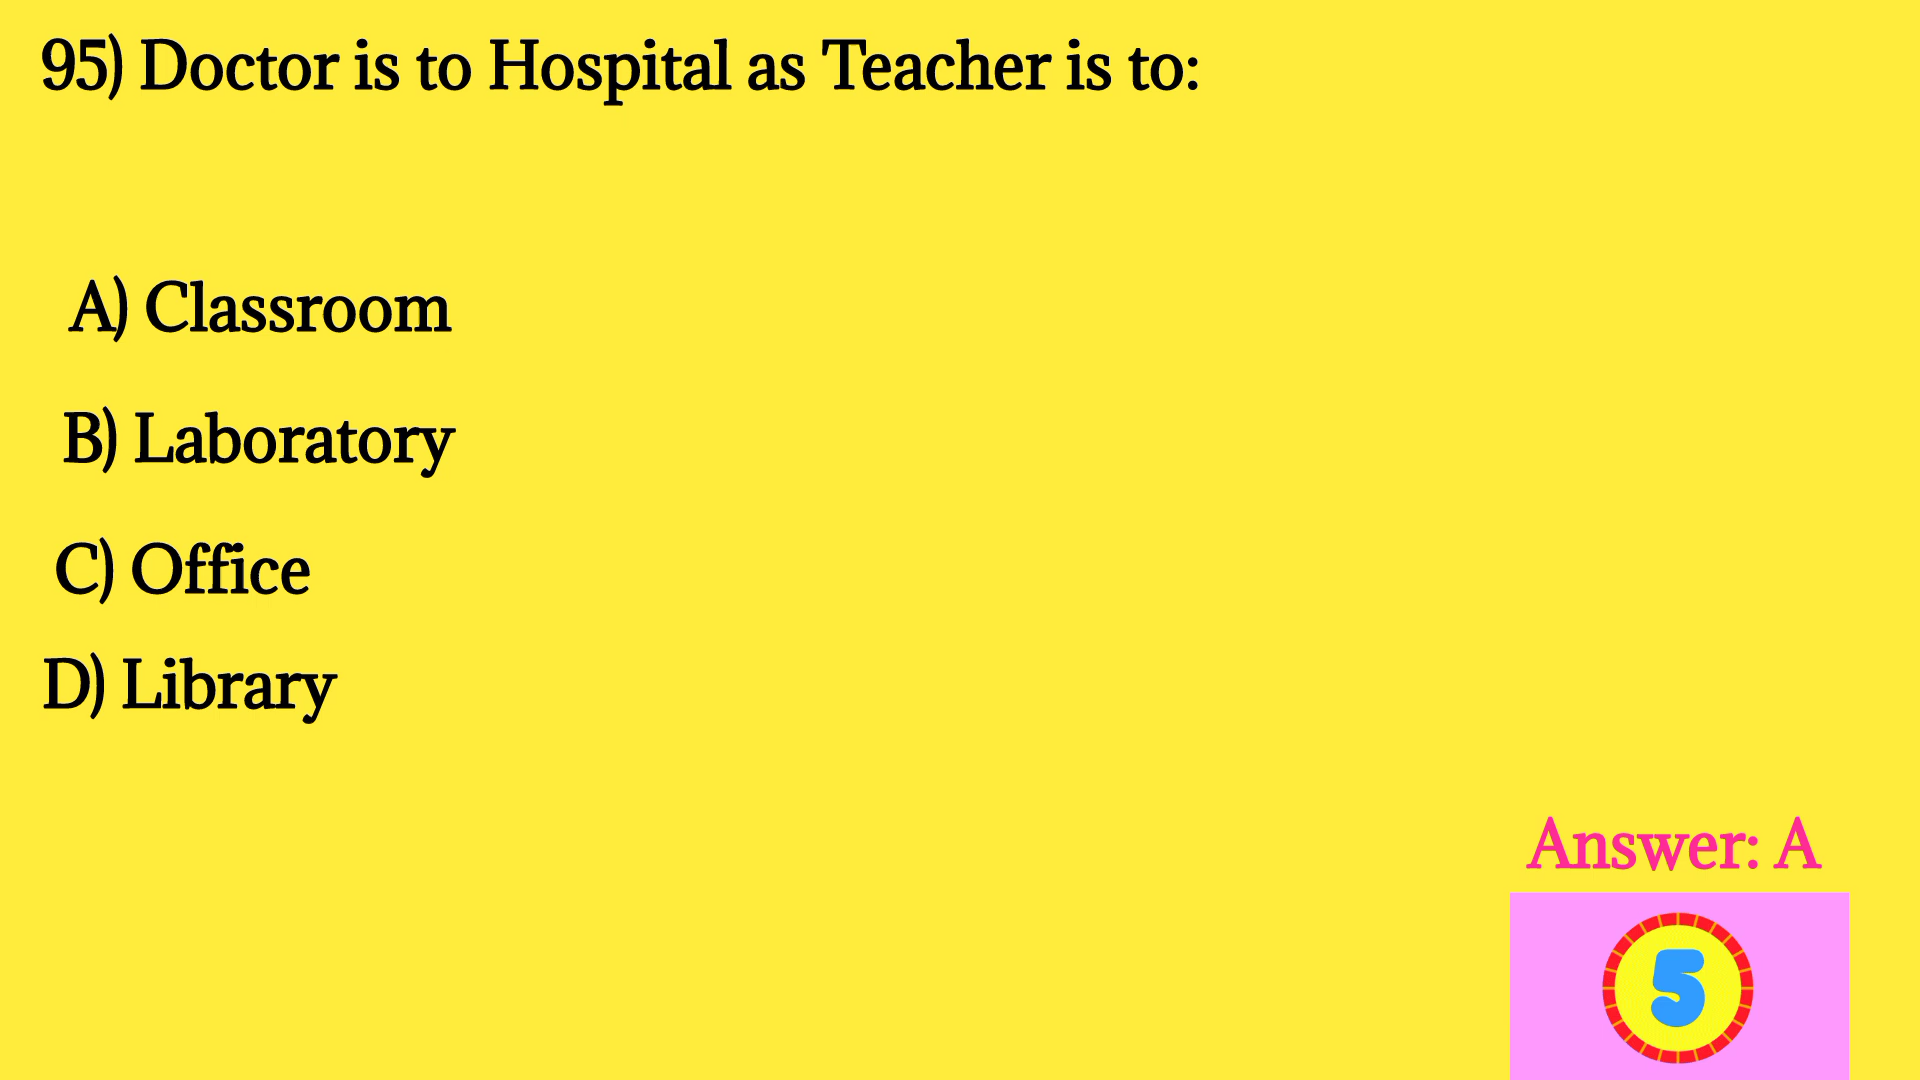 95) Doctor is to Hospital as Teacher is to:
A) Classroom
B) Laboratory
C) Office
D) Library
Answer: A
5